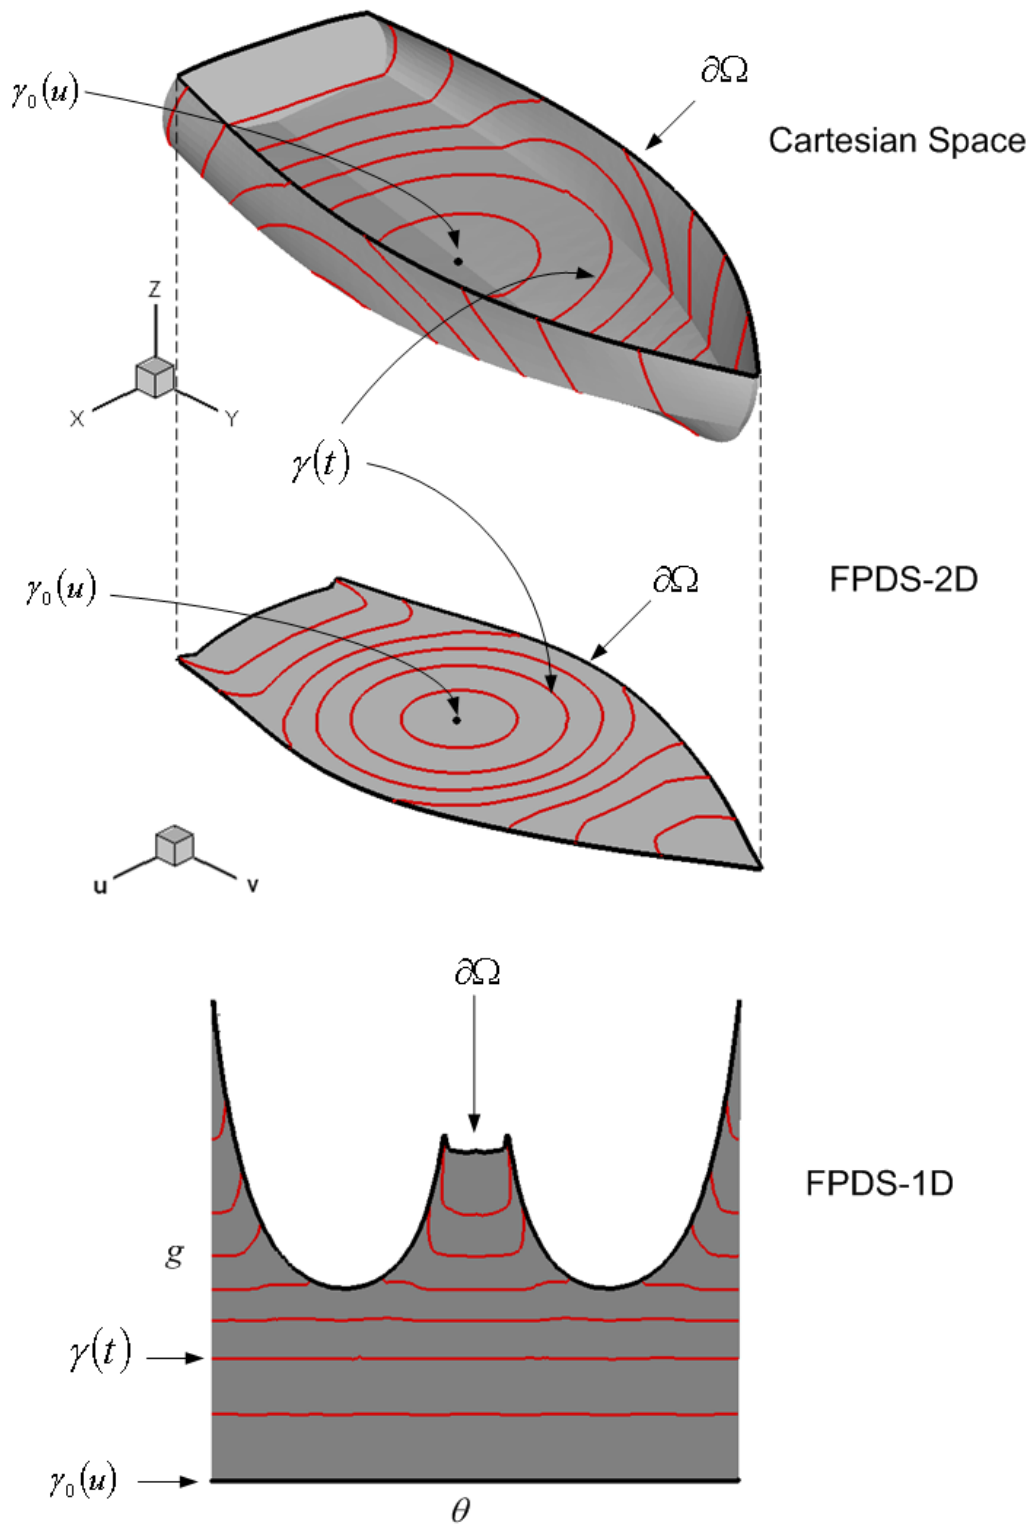 ∂Ω
γ₀(u)
Cartesian Space
Z
X
Y
γ(t)
∂Ω
FPDS-2D
γ₀(u)
u
v
∂Ω
FPDS-1D
g
γ(t)
γ₀(u)
θ